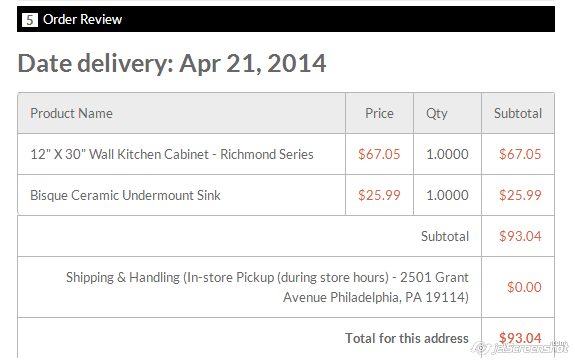 5 Order Review
Date delivery: Apr 21, 2014
Product Name Price Qty Subtotal
12" X 30" Wall Kitchen Cabinet - Richmond Series $67.05 1.0000 $67.05
Bisque Ceramic Undermount Sink $25.99 1.0000 $25.99
Subtotal $93.04
Shipping & Handling (In-store Pickup (during store hours) - 2501 Grant
Avenue Philadelphia, PA 19114) $0.00
Total for this address $93.04
jetscreenshot